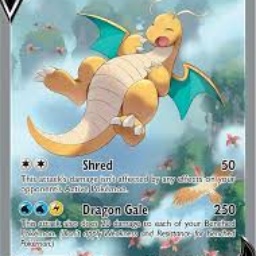 Shred 50
This attack's damage isn't affected by any effects on your
opponent's Active Pokémon.
Dragon Gale 250
This attack also does 20 damage to each of your Benched
Pokémon. (Don't apply Weakness and Resistance for Benched
Pokémon.)